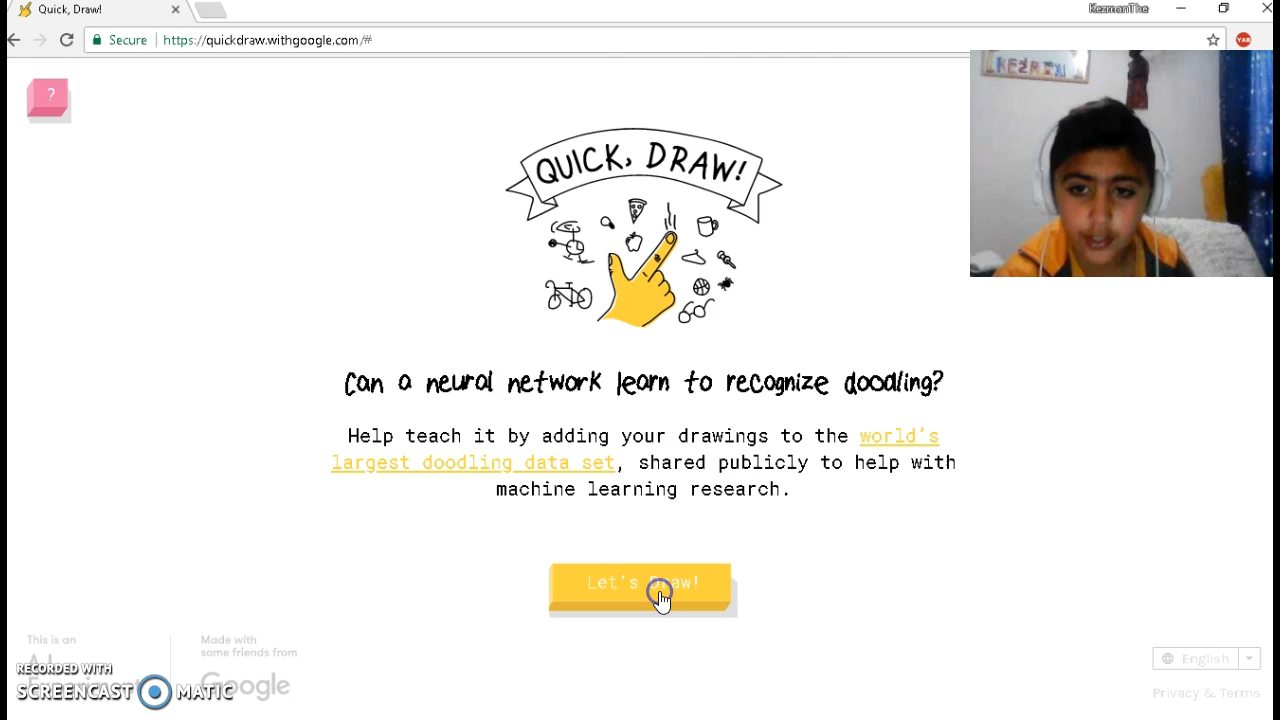 Quick, Draw!
KezmanThe
Secure
https://quickdraw.withgoogle.com/#
?
QUICK, DRAW!
Can a neural network learn to recognize doodling?
Help teach it by adding your drawings to the world's
largest doodling data set, shared publicly to help with
machine learning research.
Let's Draw!
This is an
Made with
some friends from
Google
RECORDED WITH
SCREENCAST MATIC
English
Privacy & Terms